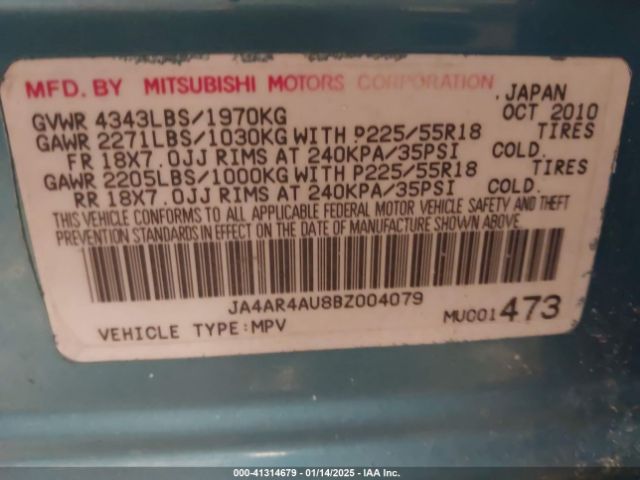 MFD. BY MITSUBISHI MOTORS CORPORATION, JAPAN
GVWR 4343LBS/1970KG OCT 2010
GAWR 2271LBS/1030KG WITH P225/55R18 TIRES
FR 18X7.0JJ RIMS AT 240KPA/35PSI COLD.
GAWR 2205LBS/1000KG WITH P225/55R18 TIRES
RR 18X7.0JJ RIMS AT 240KPA/35PSI COLD.
THIS VEHICLE CONFORMS TO ALL APPLICABLE FEDERAL MOTOR VEHICLE SAFETY AND THEFT
PREVENTION STANDARDS IN EFFECT ON THE DATE OF MANUFACTURE SHOWN ABOVE.
JA4AR4AU8BZ004079
VEHICLE TYPE:MPV MUC01473
000-41314679 - 01/14/2025 - IAA Inc.